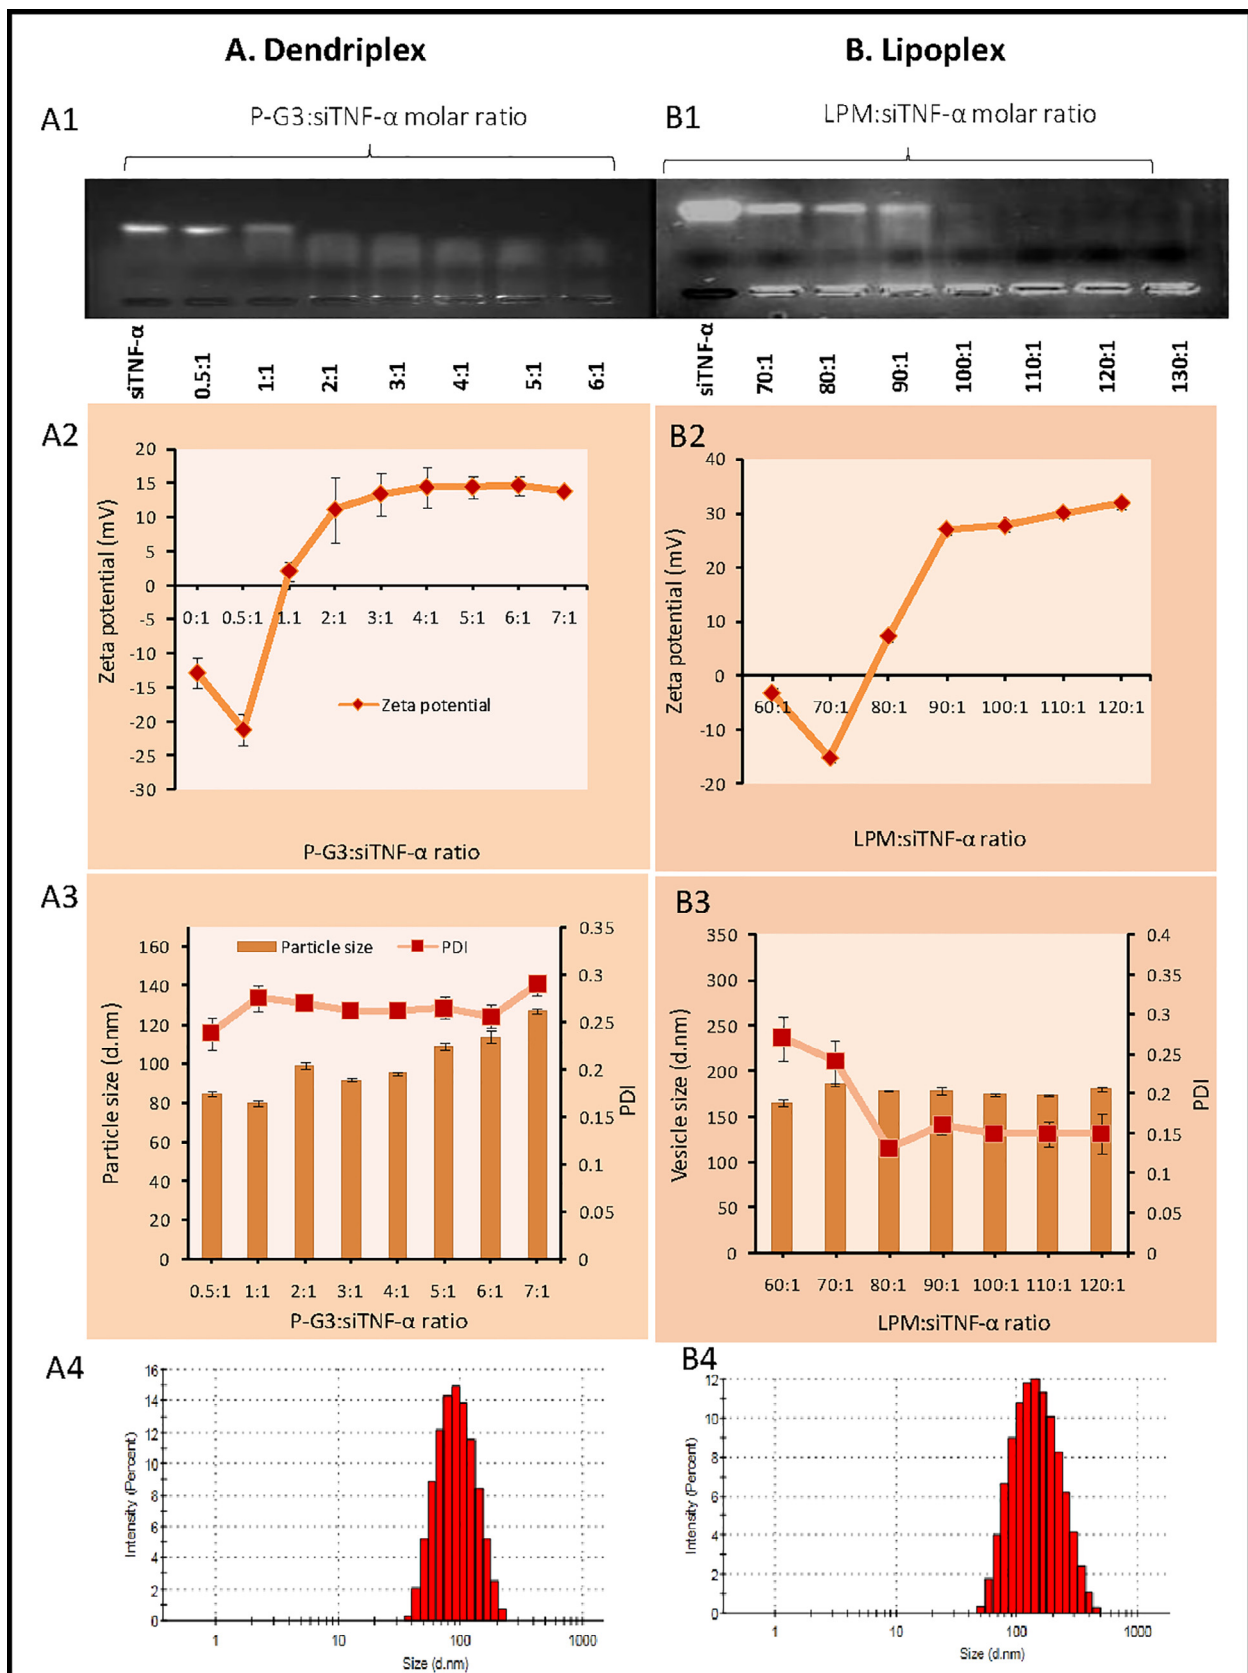 A. Dendriplex
B. Lipoplex
A1
P-G3:siTNF-α molar ratio
B1
LPM:siTNF-α molar ratio
siTNF-α 0.5:1 1:1 2:1 3:1 4:1 5:1 6:1
siTNF-α 70:1 80:1 90:1 100:1 110:1 120:1 130:1
A2
20
15
10
5
0
-5
-10
-15
-20
-25
-30
Zeta potential (mV)
0:1 0.5:1 1:1 2:1 3:1 4:1 5:1 6:1 7:1
Zeta potential
P-G3:siTNF-α ratio
B2
40
30
20
10
0
-10
-20
Zeta potential (mV)
60:1 70:1 80:1 90:1 100:1 110:1 120:1
LPM:siTNF-α ratio
A3
Particle size PDI
160
140
120
100
80
60
40
20
0
Particle size (d.nm)
0.35
0.3
0.25
0.2
0.15
0.1
0.05
0
PDI
0.5:1 1:1 2:1 3:1 4:1 5:1 6:1 7:1
P-G3:siTNF-α ratio
B3
350
300
250
200
150
100
50
0
Vesicle size (d.nm)
0.4
0.35
0.3
0.25
0.2
0.15
0.1
0.05
0
PDI
60:1 70:1 80:1 90:1 100:1 110:1 120:1
LPM:siTNF-α ratio
A4
16
14
12
10
8
6
4
2
0
Intensity (Percent)
1 10 100 1000
Size (d.nm)
B4
12
10
8
6
4
2
0
Intensity (Percent)
1 10 100 1000
Size (d.nm)